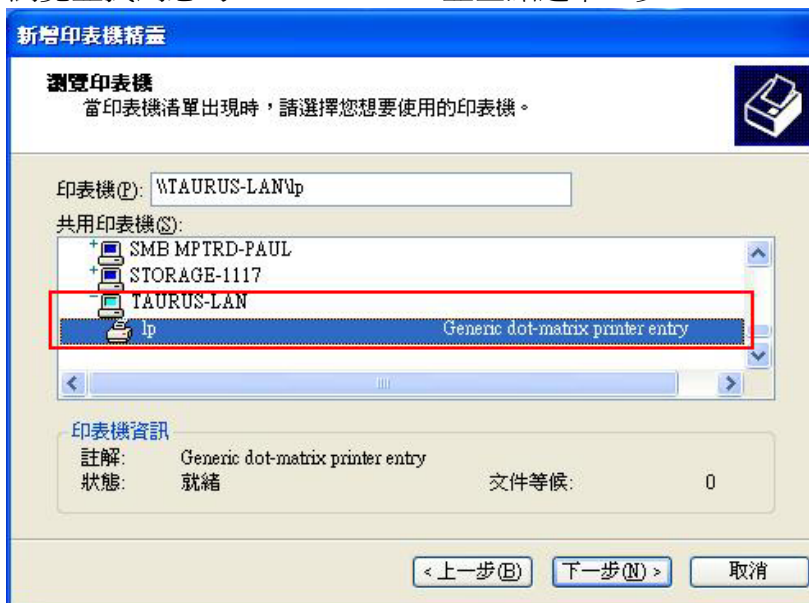 新增印表機精靈
瀏覽印表機
當印表機清單出現時,請選擇您想要使用的印表機。
印表機(P): \\TAURUS-LAN\lp
共用印表機(S):
SMB MPTRD-PAUL
STORAGE-1117
TAURUS-LAN
lp Generic dot-matrix printer entry
印表機資訊
註解: Generic dot-matrix printer entry
狀態: 就緒 文件等候: 0
<上一步(B) 下一步(N)> 取消